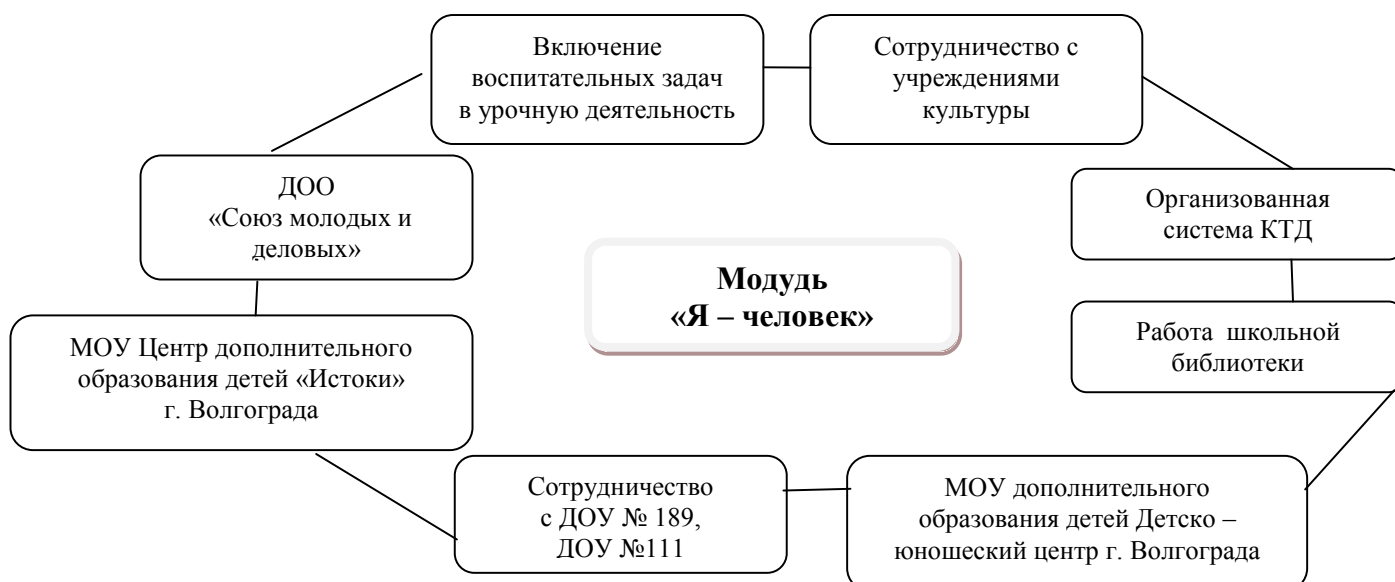 Включение
воспитательных задач
в урочную деятельность
Сотрудничество с
учреждениями
культуры
ДОО
«Союз молодых и
деловых»
Организованная
система КТД
Модудь
«Я – человек»
МОУ Центр дополнительного
образования детей «Истоки»
г. Волгограда
Работа школьной
библиотеки
Сотрудничество
с ДОУ № 189,
ДОУ №111
МОУ дополнительного
образования детей Детско –
юношеский центр г. Волгограда